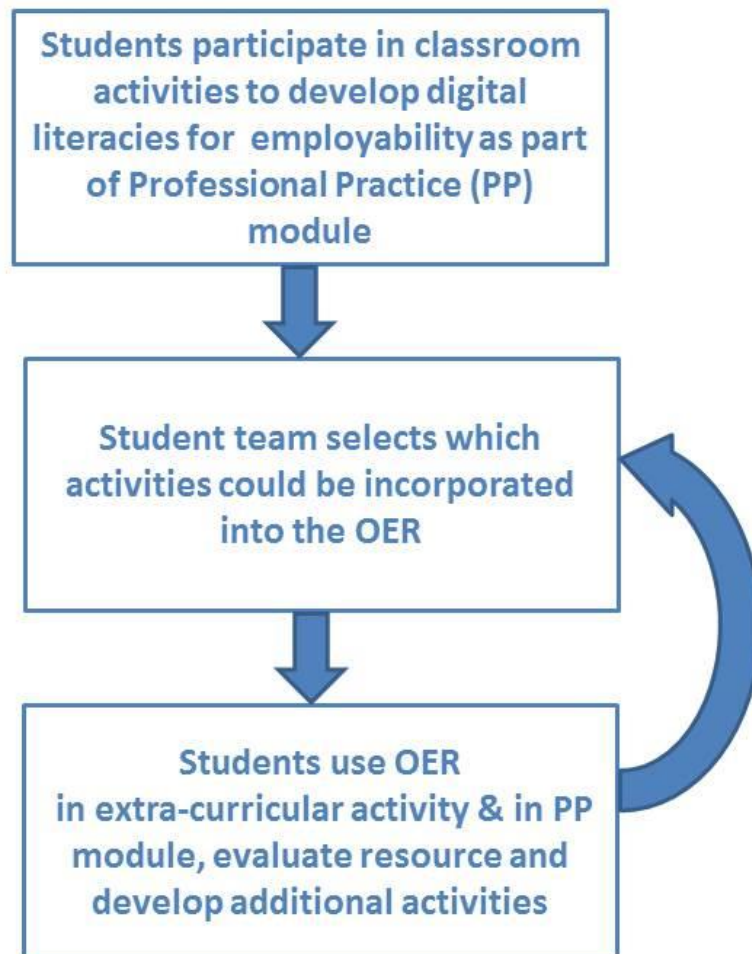 Students participate in classroom
activities to develop digital
literacies for employability as part
of Professional Practice (PP)
module
Student team selects which
activities could be incorporated
into the OER
Students use OER
in extra-curricular activity & in PP
module, evaluate resource and
develop additional activities